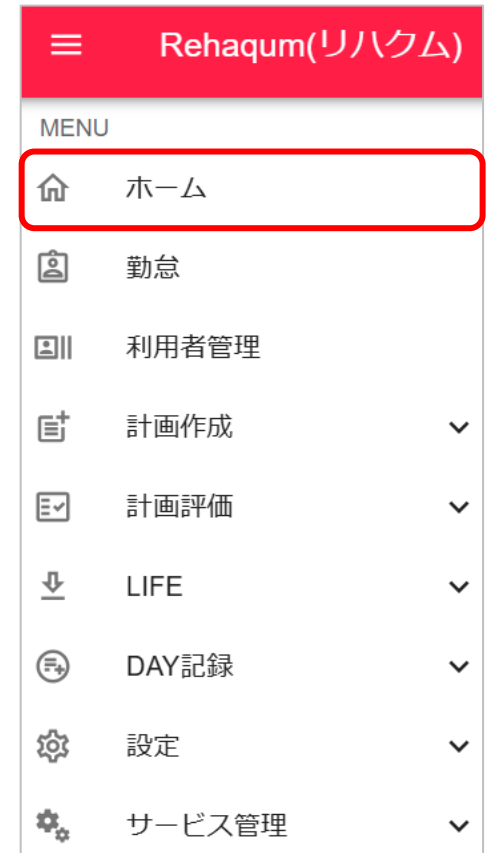 Rehaqum(リハクム)
MENU
ホーム
勤怠
利用者管理
計画作成
計画評価
LIFE
DAY記録
設定
サービス管理